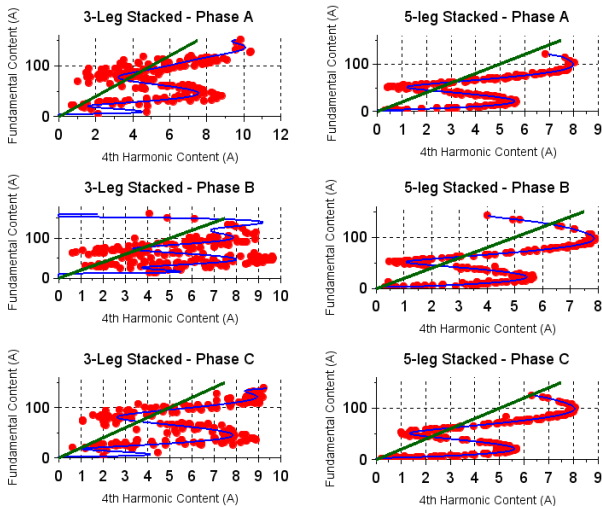 3-Leg Stacked - Phase A
Fundamental Content (A)
100
0
0 2 4 6 8 10 12
4th Harmonic Content (A)
5-leg Stacked - Phase A
Fundamental Content (A)
100
0
0 1 2 3 4 5 6 7 8 9
4th Harmonic Content (A)
3-Leg Stacked - Phase B
Fundamental Content (A)
100
0
0 1 2 3 4 5 6 7 8 9 10
4th Harmonic Content (A)
5-leg Stacked - Phase B
Fundamental Content (A)
100
0
0 1 2 3 4 5 6 7 8
4th Harmonic Content (A)
3-Leg Stacked - Phase C
Fundamental Content (A)
100
0
0 1 2 3 4 5 6 7 8 9 10
4th Harmonic Content (A)
5-leg Stacked - Phase C
Fundamental Content (A)
100
0
0 1 2 3 4 5 6 7 8 9
4th Harmonic Content (A)